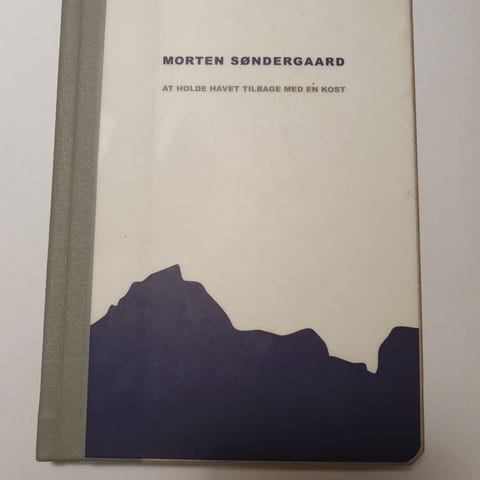 MORTEN SØNDERGAARD
AT HOLDE HAVET TILBAGE MED EN KOST